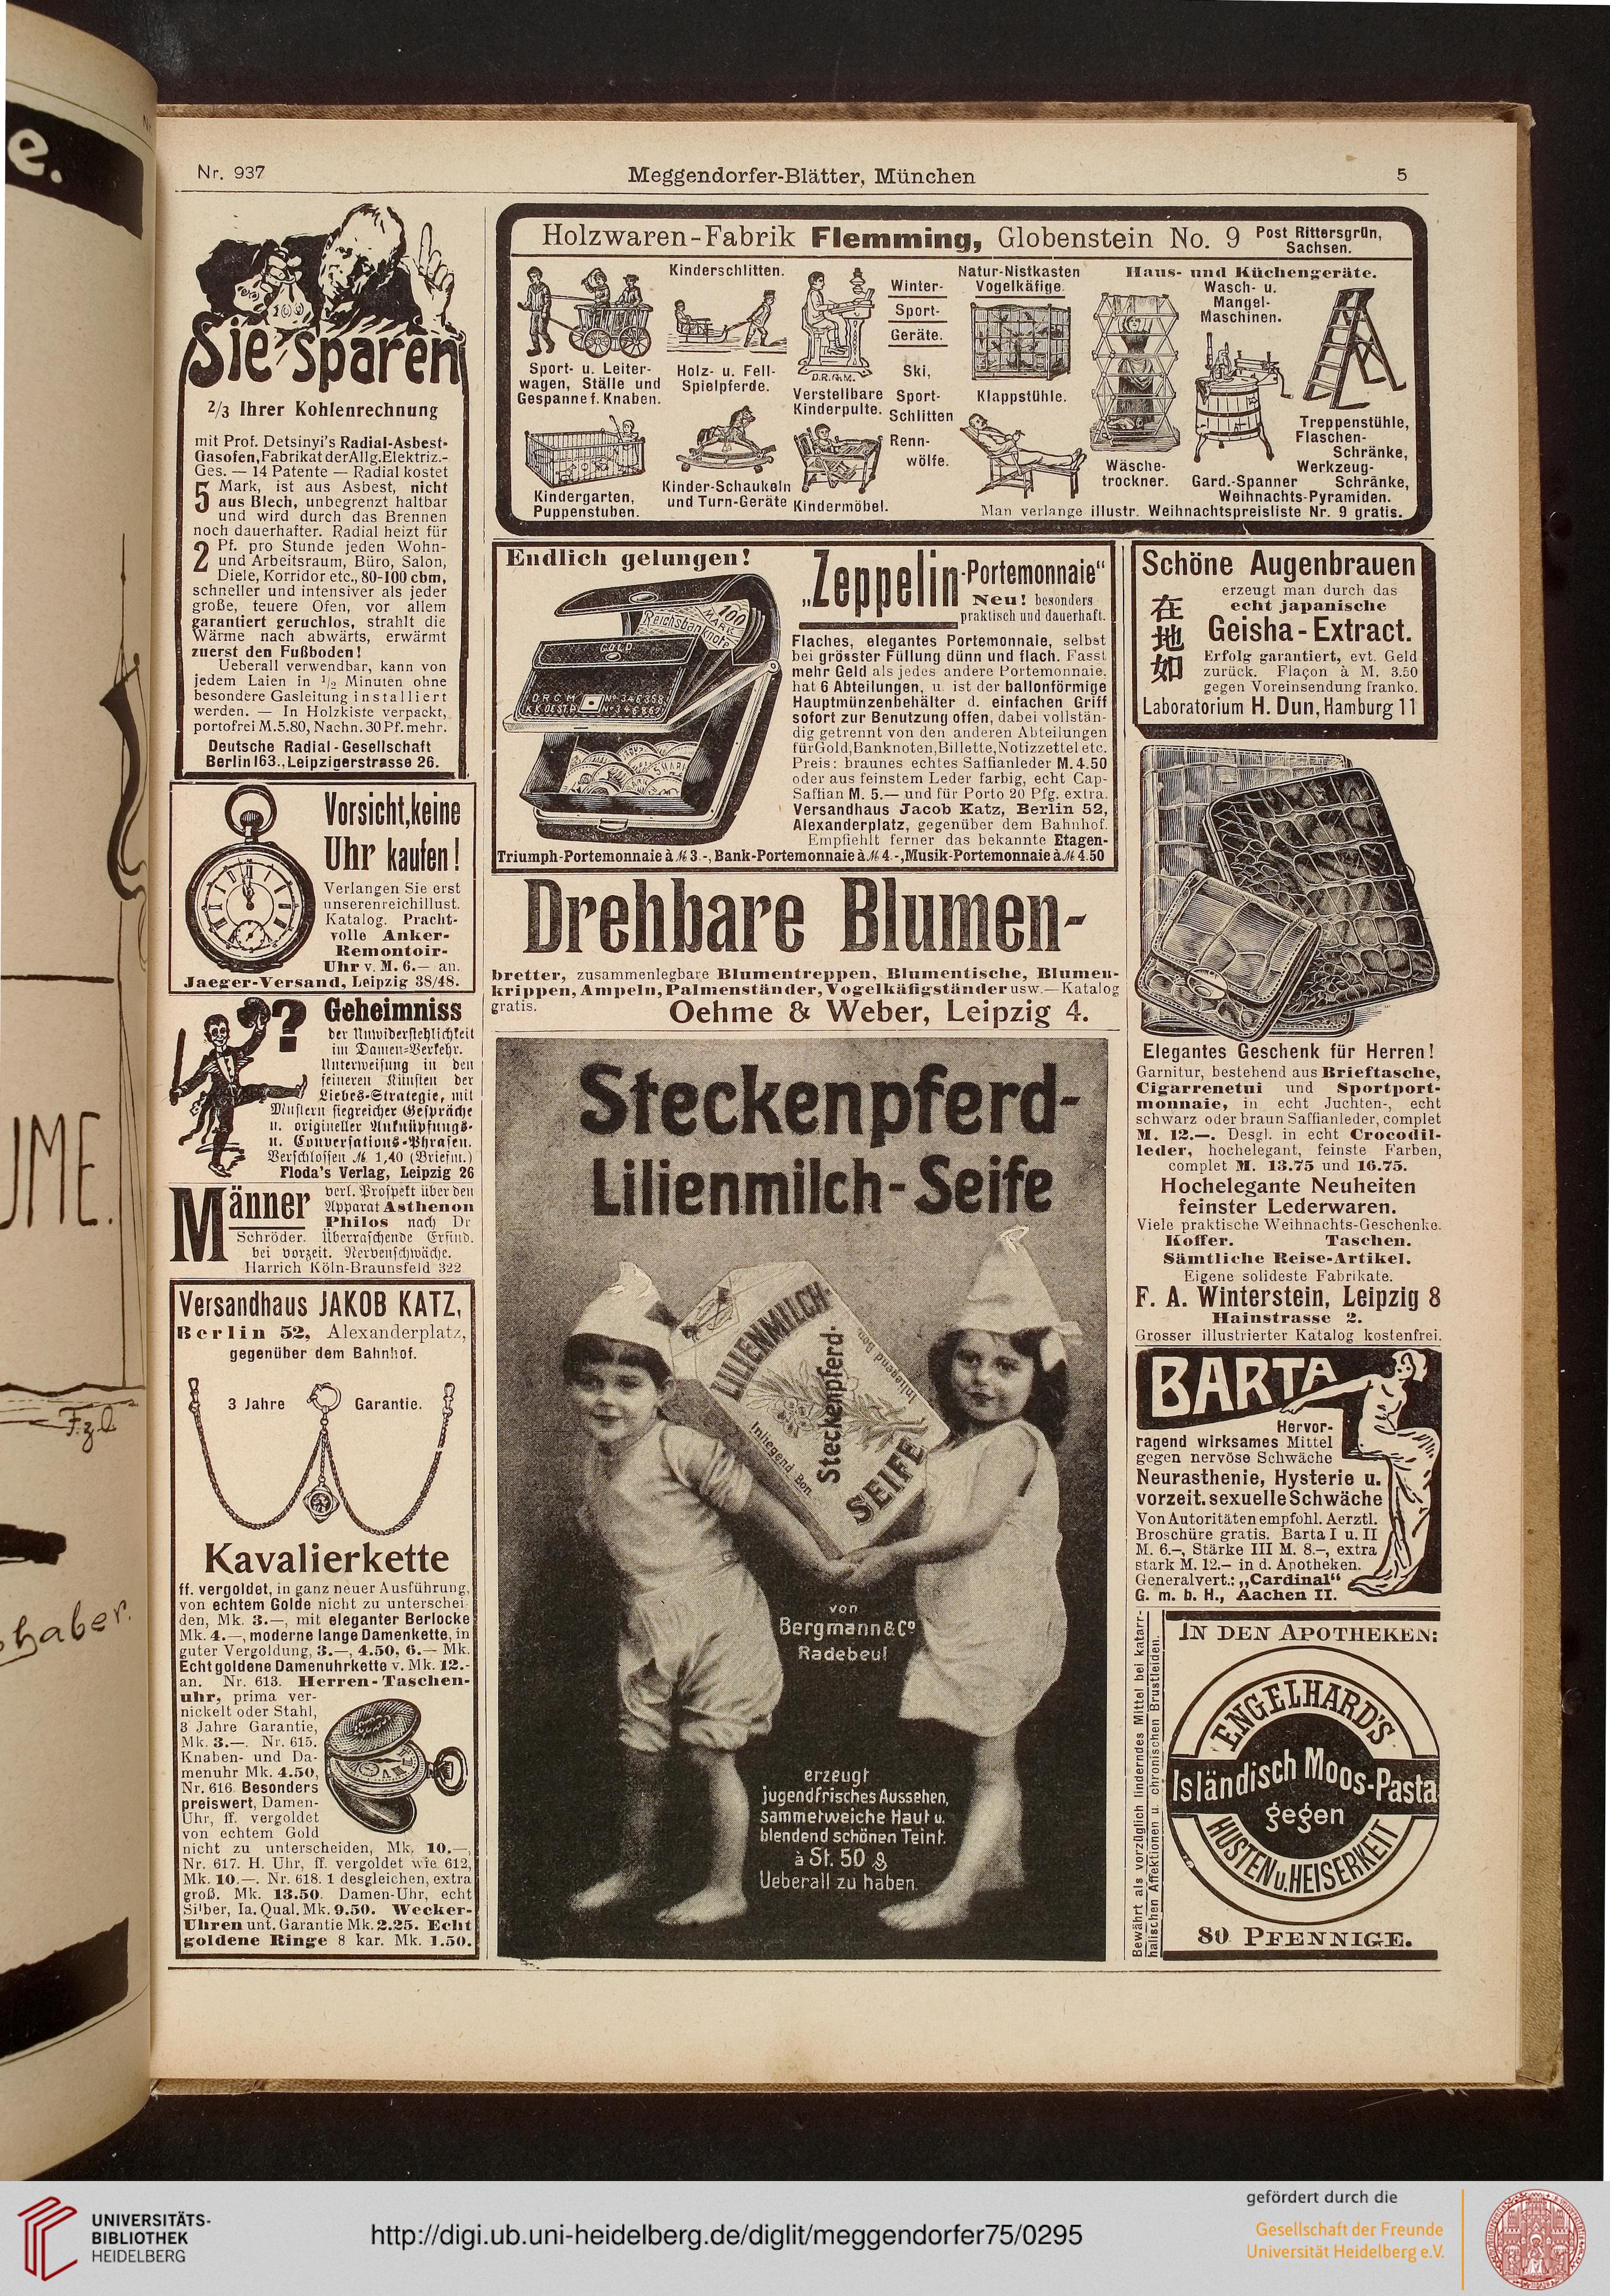 Nr. 937
Meggendorfer-Blätter, München
5
Sie sparen
2/3 Ihrer Kohlenrechnung
mit Prof. Detsinyi's Radial-Asbest-
Gasofen, Fabrikat der Allg. Elektriz.-
Ges. — 14 Patente — Radial kostet
5 Mark, ist aus Asbest, nicht
aus Blech, unbegrenzt haltbar
und wird durch das Brennen
noch dauerhafter. Radial heizt für
2 Pf. pro Stunde jeden Wohn-
und Arbeitsraum, Büro, Salon,
Diele, Korridor etc., 80-100 cbm,
schneller und intensiver als jeder
große, teuere Ofen, vor allem
garantiert geruchlos, strahlt die
Wärme nach abwärts, erwärmt
zuerst den Fußboden!
Ueberall verwendbar, kann von
jedem Laien in 1/2 Minuten ohne
besondere Gasleitung installiert
werden. — In Holzkiste verpackt,
portofrei M. 5.80, Nachn. 30 Pf. mehr.
Deutsche Radial-Gesellschaft
Berlin 163., Leipzigerstrasse 26.
Vorsicht, keine
Uhr kaufen!
Verlangen Sie erst
unseren reichillust.
Katalog. Pracht-
volle Anker-
Remontoir-
Uhr v. M. 6.— an.
Jaeger-Versand, Leipzig 38/48.
?
Geheimniss
der Unwiderstehlichkeit
im Damen-Verkehr.
Unterweisung in den
feineren Künsten der
Liebes-Strategie, mit
Mustern siegreicher Gespräche
u. origineller Anknüpfungs-
u. Conversations-Phrasen.
Verschlossen ℳ 1,40 (Briefm.)
Floda's Verlag, Leipzig 26
Männer
verl. Prospekt über den
Apparat Asthenon
Philos nach Dr
Schröder. Überraschende Erfind.
bei vorzeit. Nervenschwäche.
Harrich Köln-Braunsfeld 322
Versandhaus JAKOB KATZ,
Berlin 52, Alexanderplatz,
gegenüber dem Bahnhof.
3 Jahre Garantie.
Kavalierkette
ff. vergoldet, in ganz neuer Ausführung,
von echtem Golde nicht zu unterschei-
den, Mk. 3.—, mit eleganter Berlocke
Mk. 4.—, moderne lange Damenkette, in
guter Vergoldung, 3.—, 4.50, 6.— Mk.
Echt goldene Damenuhrkette v. Mk. 12.-
an. Nr. 613. Herren-Taschen-
uhr, prima ver-
nickelt oder Stahl,
3 Jahre Garantie,
Mk. 3.—. Nr. 615.
Knaben- und Da-
menuhr Mk. 4.50,
Nr. 616. Besonders
preiswert, Damen-
Uhr, ff. vergoldet
von echtem Gold
nicht zu unterscheiden, Mk. 10.—,
Nr. 617. H. Uhr, ff. vergoldet wie 612,
Mk. 10.—. Nr. 618. 1 desgleichen, extra
groß. Mk. 13.50. Damen-Uhr, echt
Silber, Ia. Qual. Mk. 9.50. Wecker-
Uhren unt. Garantie Mk. 2.25. Echt
goldene Ringe 8 kar. Mk. 1.50.
Holzwaren-Fabrik Flemming, Globenstein No. 9 Post Rittersgrün,
Sachsen.
Sport- u. Leiter-
wagen, Ställe und
Gespanne f. Knaben.
Kindergarten,
Puppenstuben.
Kinderschlitten.
Holz- u. Fell-
Spielpferde.
Kinder-Schaukeln
und Turn-Geräte
D.R.G.M.
Verstellbare
Kinderpulte.
Kindermöbel.
Winter-
Sport-
Geräte.
Ski,
Sport-
Schlitten
Renn-
wölfe.
Natur-Nistkasten
Vogelkäfige.
Klappstühle.
Haus- und Küchengeräte.
Wasch- u.
Mangel-
Maschinen.
Wäsche-
trockner.
Gard.-Spanner
Treppenstühle,
Flaschen-
Schränke,
Werkzeug-
Schränke,
Weihnachts-Pyramiden.
Man verlange illustr. Weihnachtspreisliste Nr. 9 gratis.
Endlich gelungen!
Reichsbanknote
100
MARK
GOLD
D R G M Nº 346358
K.K. OEST. P.
„Zeppelin-Portemonnaie“
Neu! besonders
praktisch und dauerhaft.
Flaches, elegantes Portemonnaie, selbst
bei grösster Füllung dünn und flach. Fasst
mehr Geld als jedes andere Portemonnaie,
hat 6 Abteilungen, u. ist der ballonförmige
Hauptmünzenbehälter d. einfachen Griff
sofort zur Benutzung offen, dabei vollstän-
dig getrennt von den anderen Abteilungen
für Gold, Banknoten, Billette, Notizzettel etc.
Preis: braunes echtes Saffianleder M. 4.50
oder aus feinstem Leder farbig, echt Cap-
Saffian M. 5.— und für Porto 20 Pfg. extra.
Versandhaus Jacob Katz, Berlin 52,
Alexanderplatz, gegenüber dem Bahnhof.
Empfiehlt ferner das bekannte Etagen-
Triumph-Portemonnaie à ℳ 3.-, Bank-Portemonnaie à ℳ 4.-, Musik-Portemonnaie à ℳ 4.50
Drehbare Blumen-
bretter, zusammenlegbare Blumentreppen, Blumentische, Blumen-
krippen, Ampeln, Palmenständer, Vogelkäfigständer usw.— Katalog
gratis. Oehme & Weber, Leipzig 4.
Steckenpferd-
Lilienmilch-Seife
LILIENMILCH-
Steckenpferd-
SEIFE
Inliegend Bon
Inliegend Bon
von
Bergmann & Cº
Radebeul
erzeugt
jugendfrisches Aussehen,
sammetweiche Haut u.
blendend schönen Teint.
à St. 50 ₰
Ueberall zu haben.
Schöne Augenbrauen
erzeugt man durch das
echt japanische
Geisha-Extract.
在地如
Erfolg garantiert, evt. Geld
zurück. Flaçon à M. 3.50
gegen Voreinsendung franko.
Laboratorium H. Dun, Hamburg 11
Elegantes Geschenk für Herren!
Garnitur, bestehend aus Brieftasche,
Cigarrenetui und Sportport-
monnaie, in echt Juchten-, echt
schwarz oder braun Saffianleder, complet
M. 12.—. Desgl. in echt Crocodil-
leder, hochelegant, feinste Farben,
complet M. 13.75 und 16.75.
Hochelegante Neuheiten
feinster Lederwaren.
Viele praktische Weihnachts-Geschenke.
Koffer. Taschen.
Sämtliche Reise-Artikel.
Eigene solideste Fabrikate.
F. A. Winterstein, Leipzig 8
Hainstrasse 2.
Grosser illustrierter Katalog kostenfrei.
BARTA
Hervor-
ragend wirksames Mittel
gegen nervöse Schwäche
Neurasthenie, Hysterie u.
vorzeit. sexuelle Schwäche
Von Autoritäten empfohl. Aerztl.
Broschüre gratis. Barta I u. II
M. 6.–, Stärke III M. 8.–, extra
stark M. 12.– in d. Apotheken.
Generalvert.: „Cardinal“
G. m. b. H., Aachen II.
Bewährt als vorzüglich linderndes Mittel bei katarr-
halischen Affektionen u. chronischen Brustleiden.
IN DEN APOTHEKEN:
ENGELHARD'S
Isländisch Moos-Pasta
gegen
HUSTEN u. HEISERKEIT
80 PFENNIGE.
e.
UME.
Fzl
haber.
UNIVERSITÄTS-
BIBLIOTHEK
HEIDELBERG
http://digi.ub.uni-heidelberg.de/diglit/meggendorfer75/0295
gefördert durch die
Gesellschaft der Freunde
Universität Heidelberg e.V.